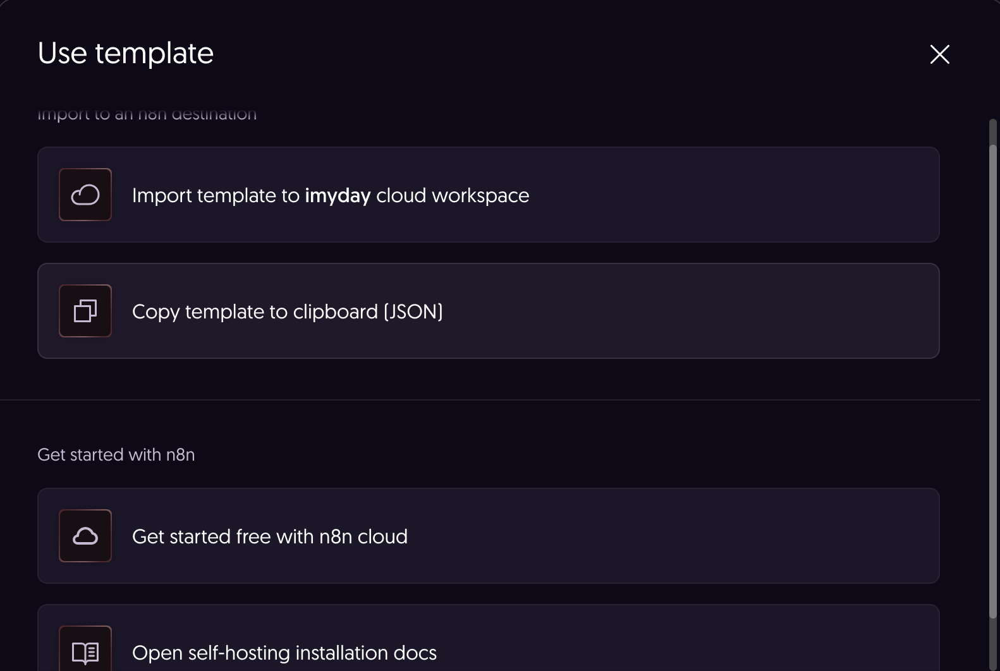 Use template
Import to an n8n destination
Import template to imyday cloud workspace
Copy template to clipboard (JSON)
Get started with n8n
Get started free with n8n cloud
Open self-hosting installation docs